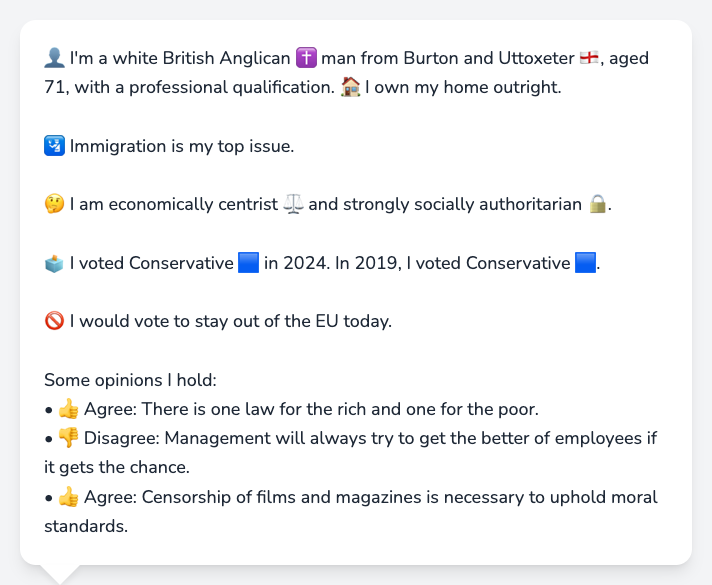 👤 I'm a white British Anglican ✝️ man from Burton and Uttoxeter 🏴󠁧󠁢󠁥󠁮󠁧󠁿, aged
71, with a professional qualification. 🏠 I own my home outright.
🛂 Immigration is my top issue.
🤔 I am economically centrist ⚖️ and strongly socially authoritarian 🔒.
🗳️ I voted Conservative 🟦 in 2024. In 2019, I voted Conservative 🟦.
🚫 I would vote to stay out of the EU today.
Some opinions I hold:
• 👍 Agree: There is one law for the rich and one for the poor.
• 👎 Disagree: Management will always try to get the better of employees if
it gets the chance.
• 👍 Agree: Censorship of films and magazines is necessary to uphold moral
standards.